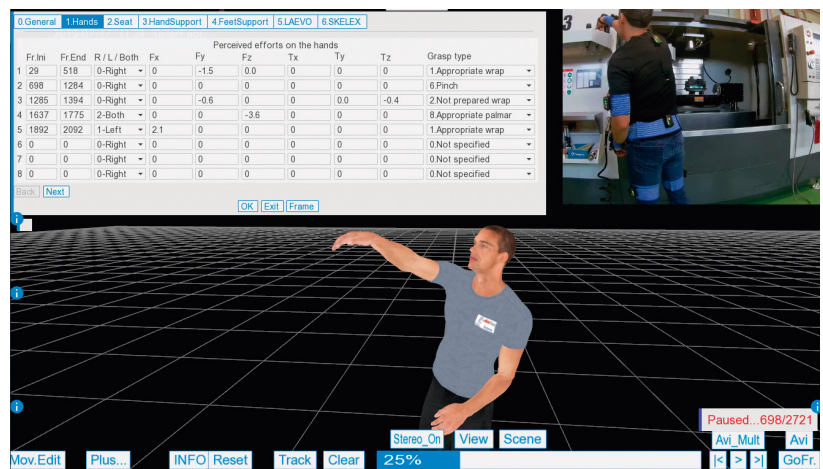 0.General 1.Hands 2.Seat 3.HandSupport 4.FeetSupport 5.LAEVO 6.SKELEX
Perceived efforts on the hands
Fr.Ini Fr.End R / L / Both Fx Fy Fz Tx Ty Tz Grasp type
1 29 518 0-Right 0 -1.5 0.0 0 0 0 1.Appropriate wrap
2 698 1284 0-Right 0 0 0 0 0 0 6.Pinch
3 1285 1394 0-Right 0 -0.6 0 0 0.0 -0.4 2.Not prepared wrap
4 1637 1775 2-Both 0 0 -3.6 0 0 0 8.Appropriate palmar
5 1892 2092 1-Left 2.1 0 0 0 0 0 1.Appropriate wrap
6 0 0 0-Right 0 0 0 0 0 0 0.Not specified
7 0 0 0-Right 0 0 0 0 0 0 0.Not specified
8 0 0 0-Right 0 0 0 0 0 0 0.Not specified
Back Next
OK Exit Frame
3
Paused...698/2721
Stereo_On View Scene Avi_Mult Avi
Mov.Edit Plus... INFO Reset Track Clear 25% |< > >| GoFr.